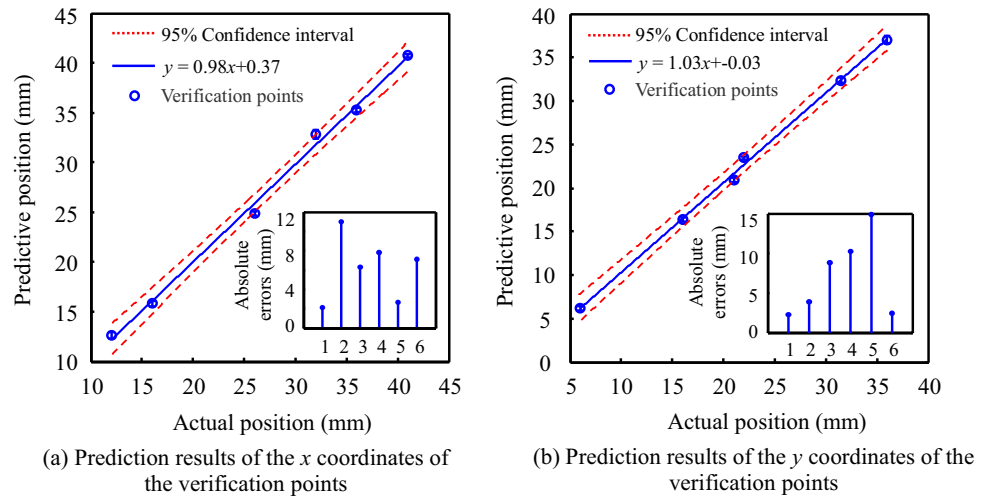 (a)
95% Confidence interval
y = 0.98x+0.37
Verification points
Predictive position (mm)
45
40
35
30
25
20
15
10
10
15
20
25
30
35
40
45
Actual position (mm)
Absolute
errors (mm)
12
8
4
0
1 2 3 4 5 6
(a) Prediction results of the x coordinates of
the verification points
(b)
95% Confidence interval
y = 1.03x+-0.03
Verification points
Predictive position (mm)
40
35
30
25
20
15
10
5
0
5
10
15
20
25
30
35
40
Actual position (mm)
Absolute
errors (mm)
15
10
5
0
1 2 3 4 5 6
(b) Prediction results of the y coordinates of the
verification points